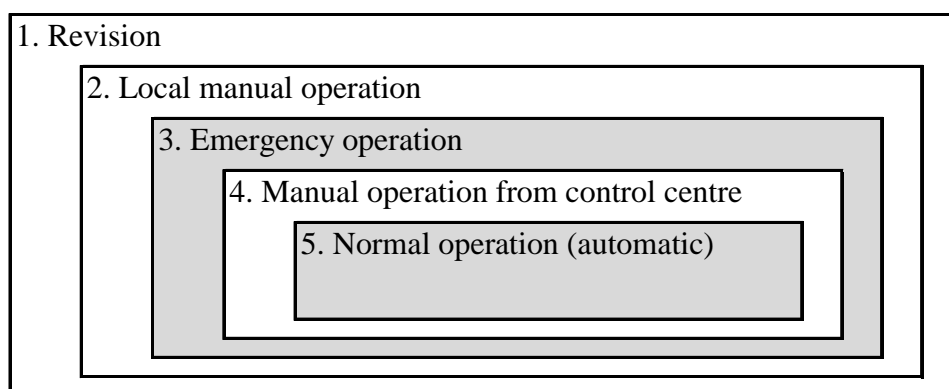 1. Revision
2. Local manual operation
3. Emergency operation
4. Manual operation from control centre
5. Normal operation (automatic)